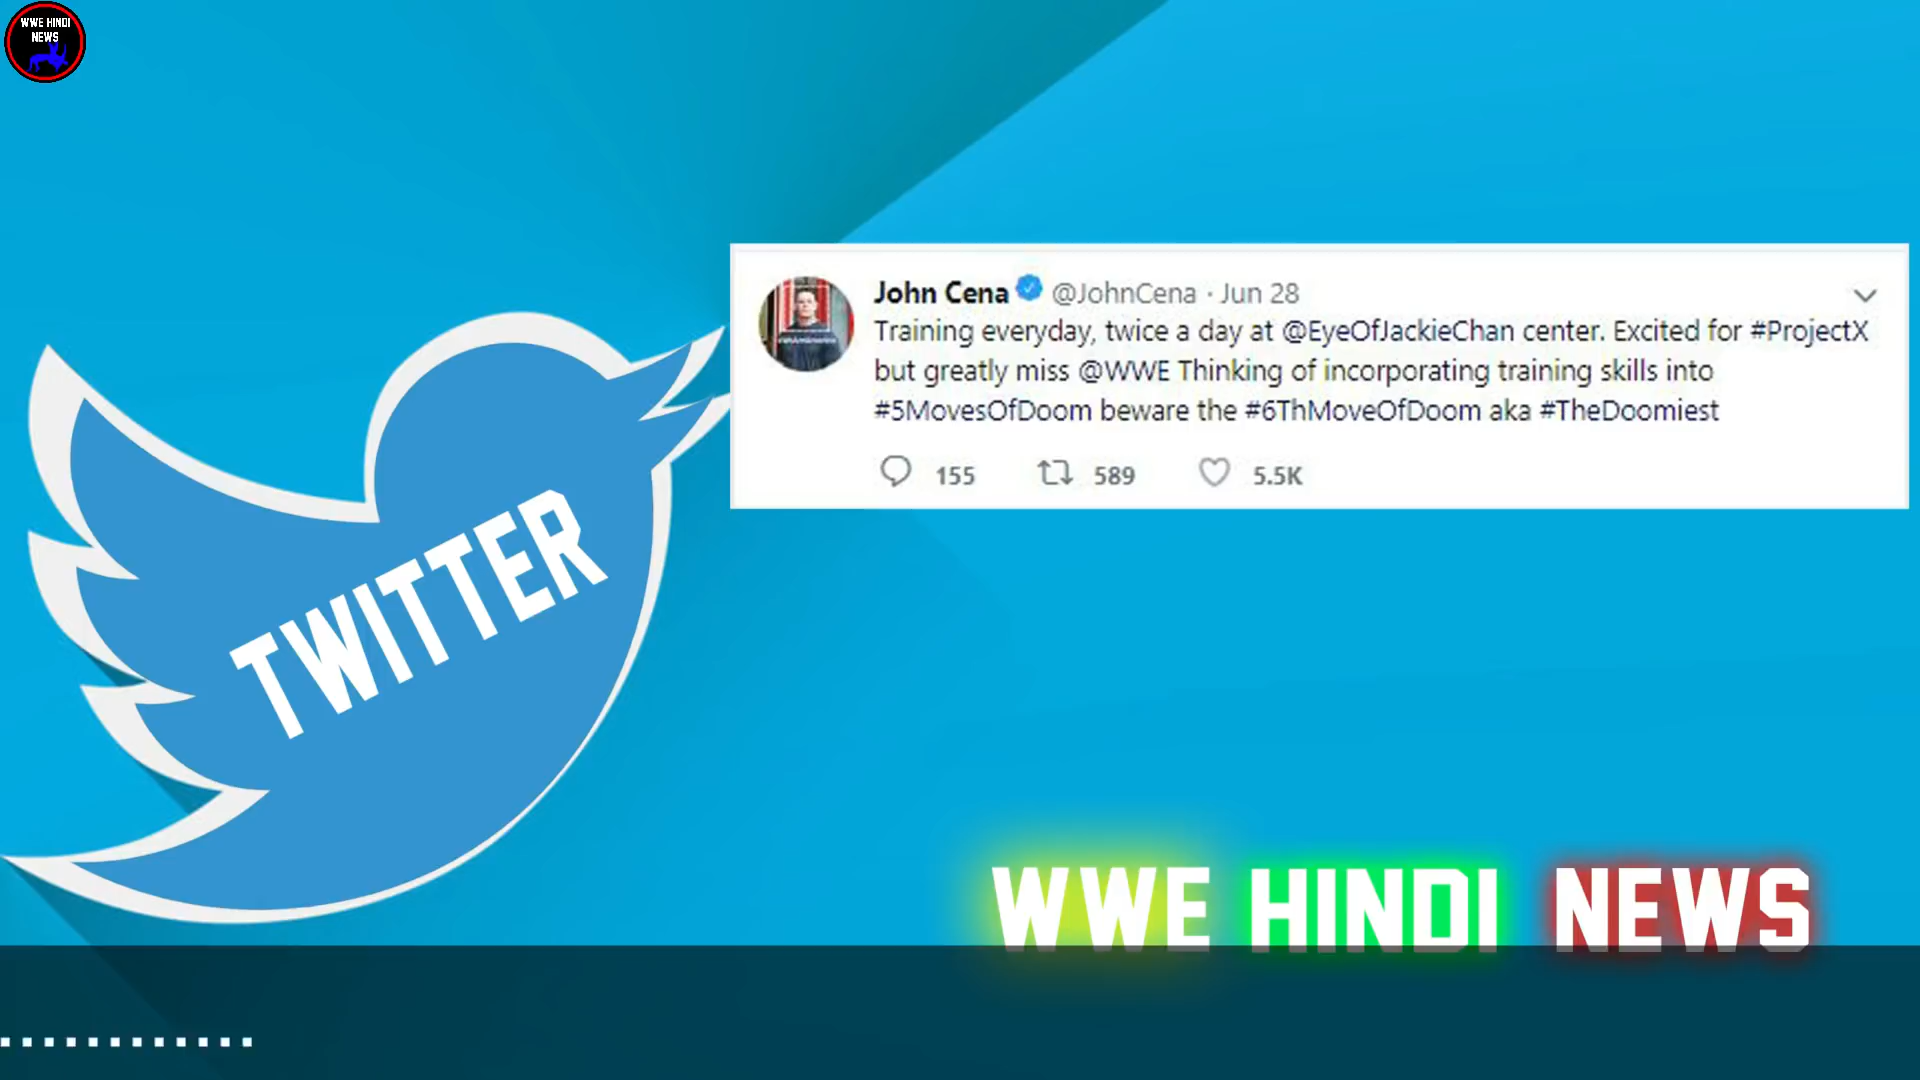 WWE HINDI
NEWS
John Cena @JohnCena · Jun 28
Training everyday, twice a day at @EyeOfJackieChan center. Excited for #ProjectX
but greatly miss @WWE Thinking of incorporating training skills into
#5MovesOfDoom beware the #6ThMoveOfDoom aka #TheDoomiest
155 589 5.5K
TWITTER
WWE HINDI NEWS